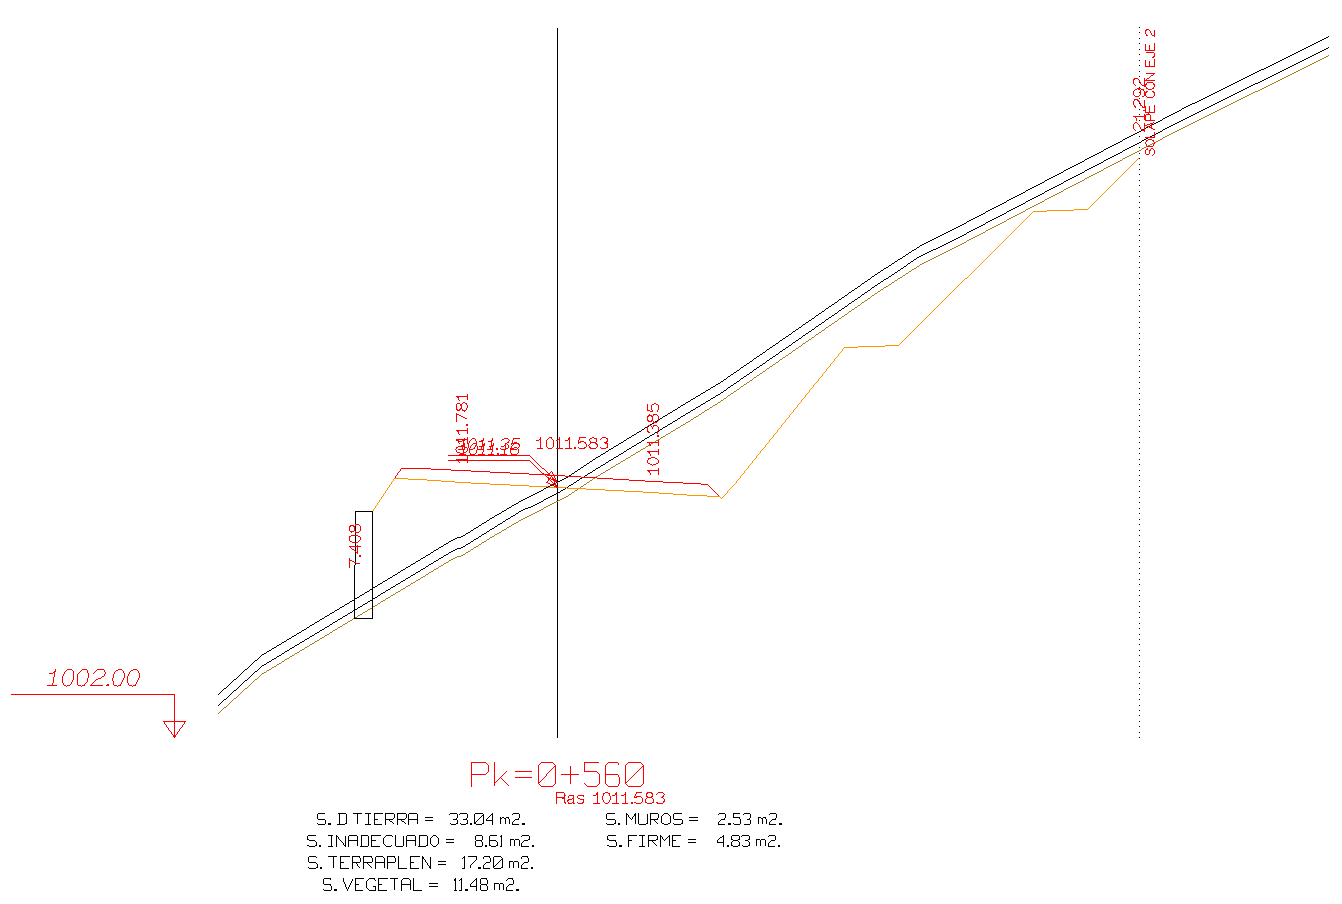 SOLAPE CON EJE 2
21.292
1011.781
1011.385
1011.35
1011.16
1011.583
7.408
1002.00
Pk=0+560
Ras 1011.583
S. D TIERRA = 33.04 m2.
S. MUROS = 2.53 m2.
S. INADECUADO = 8.61 m2.
S. FIRME = 4.83 m2.
S. TERRAPLEN = 17.20 m2.
S. VEGETAL = 11.48 m2.